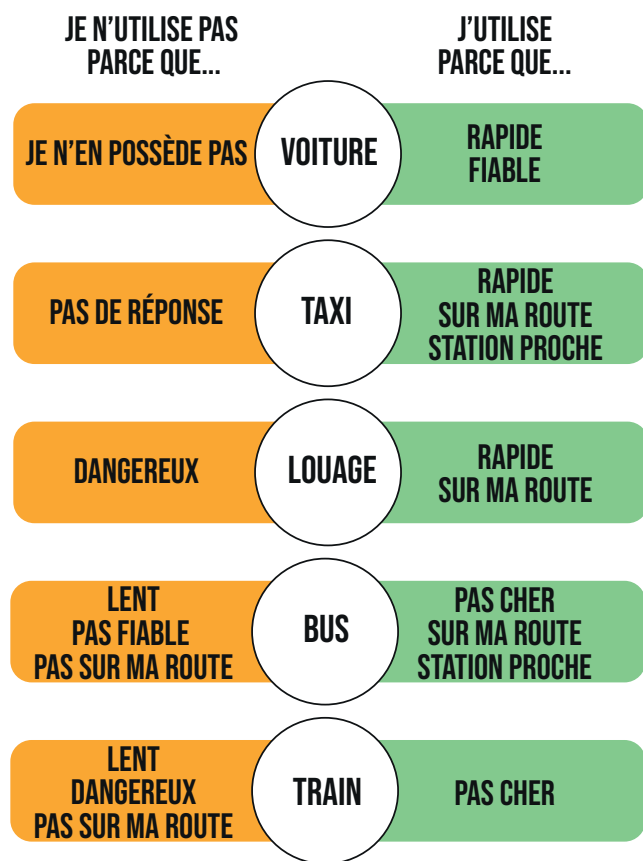 JE N'UTILISE PAS
PARCE QUE...
J'UTILISE
PARCE QUE...
JE N'EN POSSÈDE PAS
VOITURE
RAPIDE
FIABLE
PAS DE RÉPONSE
TAXI
RAPIDE
SUR MA ROUTE
STATION PROCHE
DANGEREUX
LOUAGE
RAPIDE
SUR MA ROUTE
LENT
PAS FIABLE
PAS SUR MA ROUTE
BUS
PAS CHER
SUR MA ROUTE
STATION PROCHE
LENT
DANGEREUX
PAS SUR MA ROUTE
TRAIN
PAS CHER